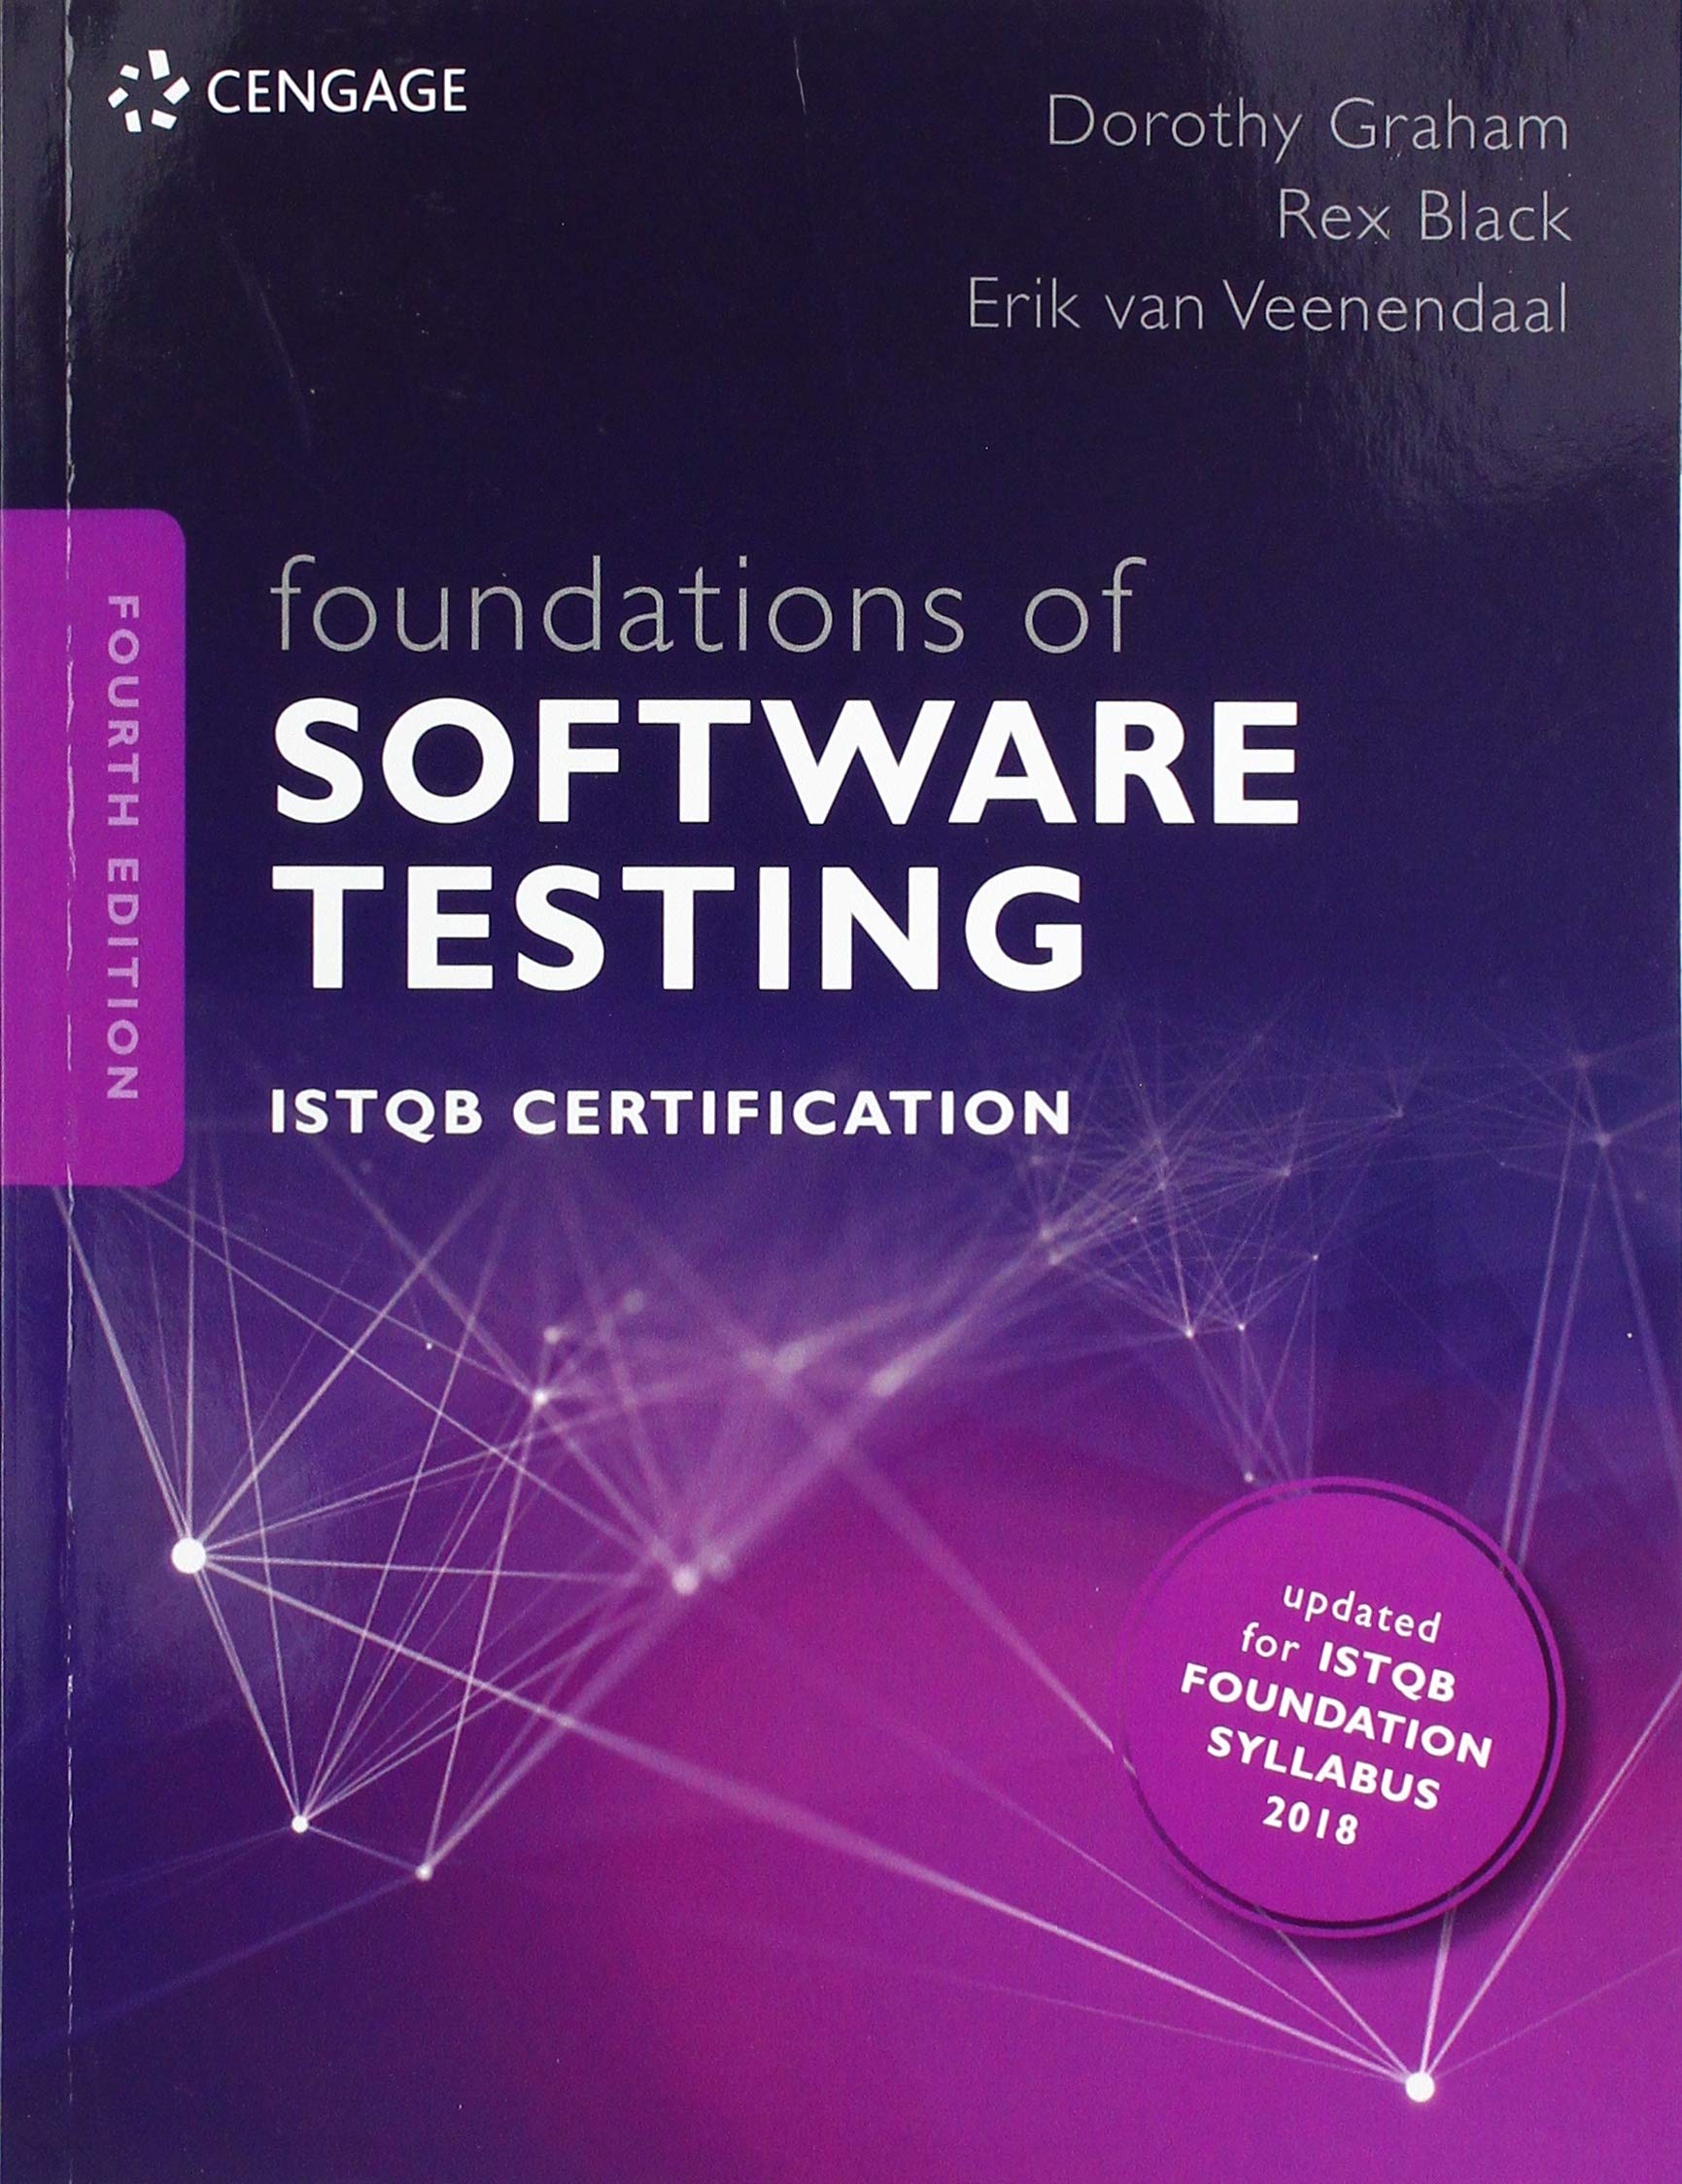 CENGAGE
Dorothy Graham
Rex Black
Erik van Veenendaal
FOURTH EDITION
foundations of
SOFTWARE
TESTING
ISTQB CERTIFICATION
updated
for ISTQB
FOUNDATION
SYLLABUS
2018